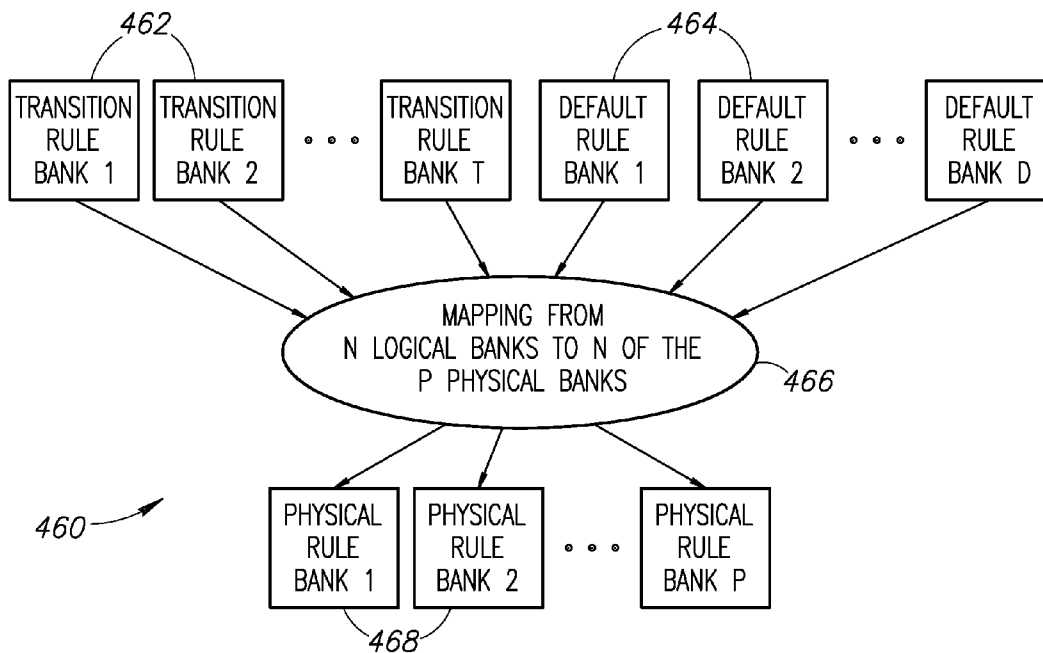 462
464
TRANSITION
RULE
BANK 1
TRANSITION
RULE
BANK 2
TRANSITION
RULE
BANK T
DEFAULT
RULE
BANK 1
DEFAULT
RULE
BANK 2
DEFAULT
RULE
BANK D
MAPPING FROM
N LOGICAL BANKS TO N OF THE
P PHYSICAL BANKS
466
460
PHYSICAL
RULE
BANK 1
PHYSICAL
RULE
BANK 2
PHYSICAL
RULE
BANK P
468